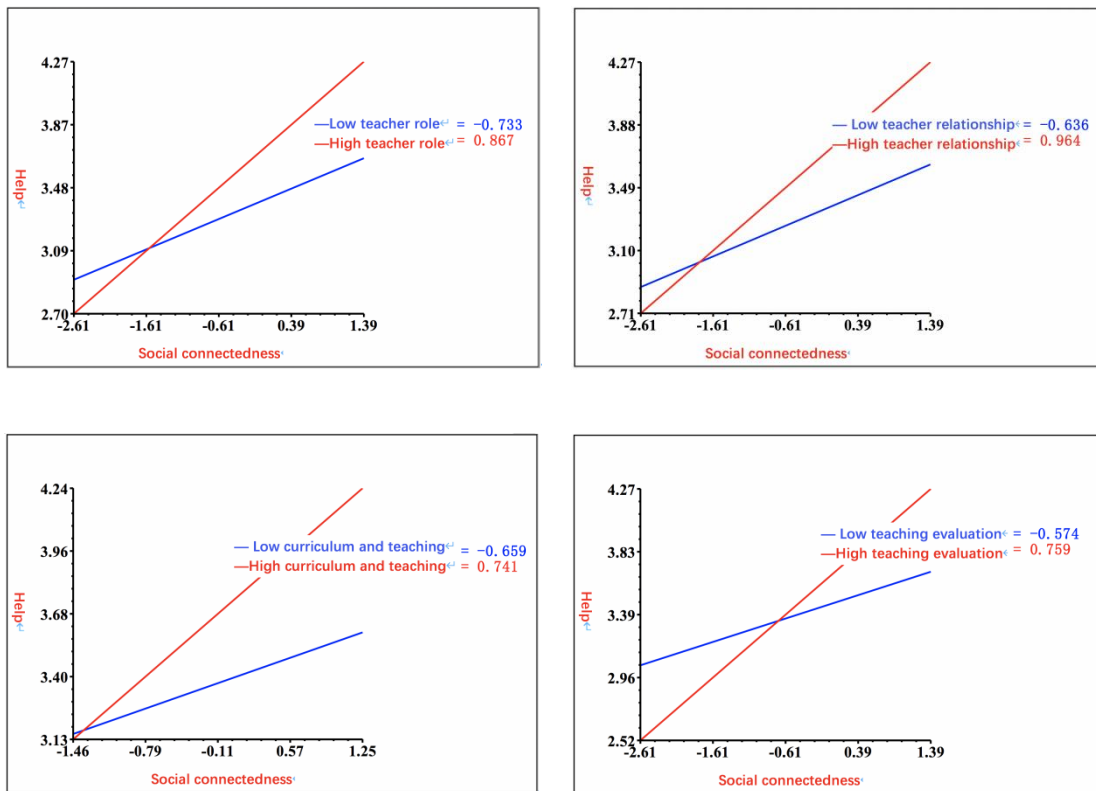 4.27
3.87
3.48
3.09
2.70
Help↵
—Low teacher role↵ = -0.733
—High teacher role↵ = 0.867
-2.61 -1.61 -0.61 0.39 1.39
Social connectedness
4.27
3.88
3.49
3.10
2.71
Help↵
— Low teacher relationship = -0.636
—High teacher relationship = 0.964
-2.61 -1.61 -0.61 0.39 1.39
Social connectedness
4.24
3.96
3.68
3.40
3.13
Help↵
— Low curriculum and teaching↵ = -0.659
—High curriculum and teaching↵ = 0.741
-1.46 -0.79 -0.11 0.57 1.25
Social connectedness
4.27
3.83
3.39
2.96
2.52
Help↵
— Low teaching evaluation = -0.574
— High teaching evaluation = 0.759
-2.61 -1.61 -0.61 0.39 1.39
Social connectedness